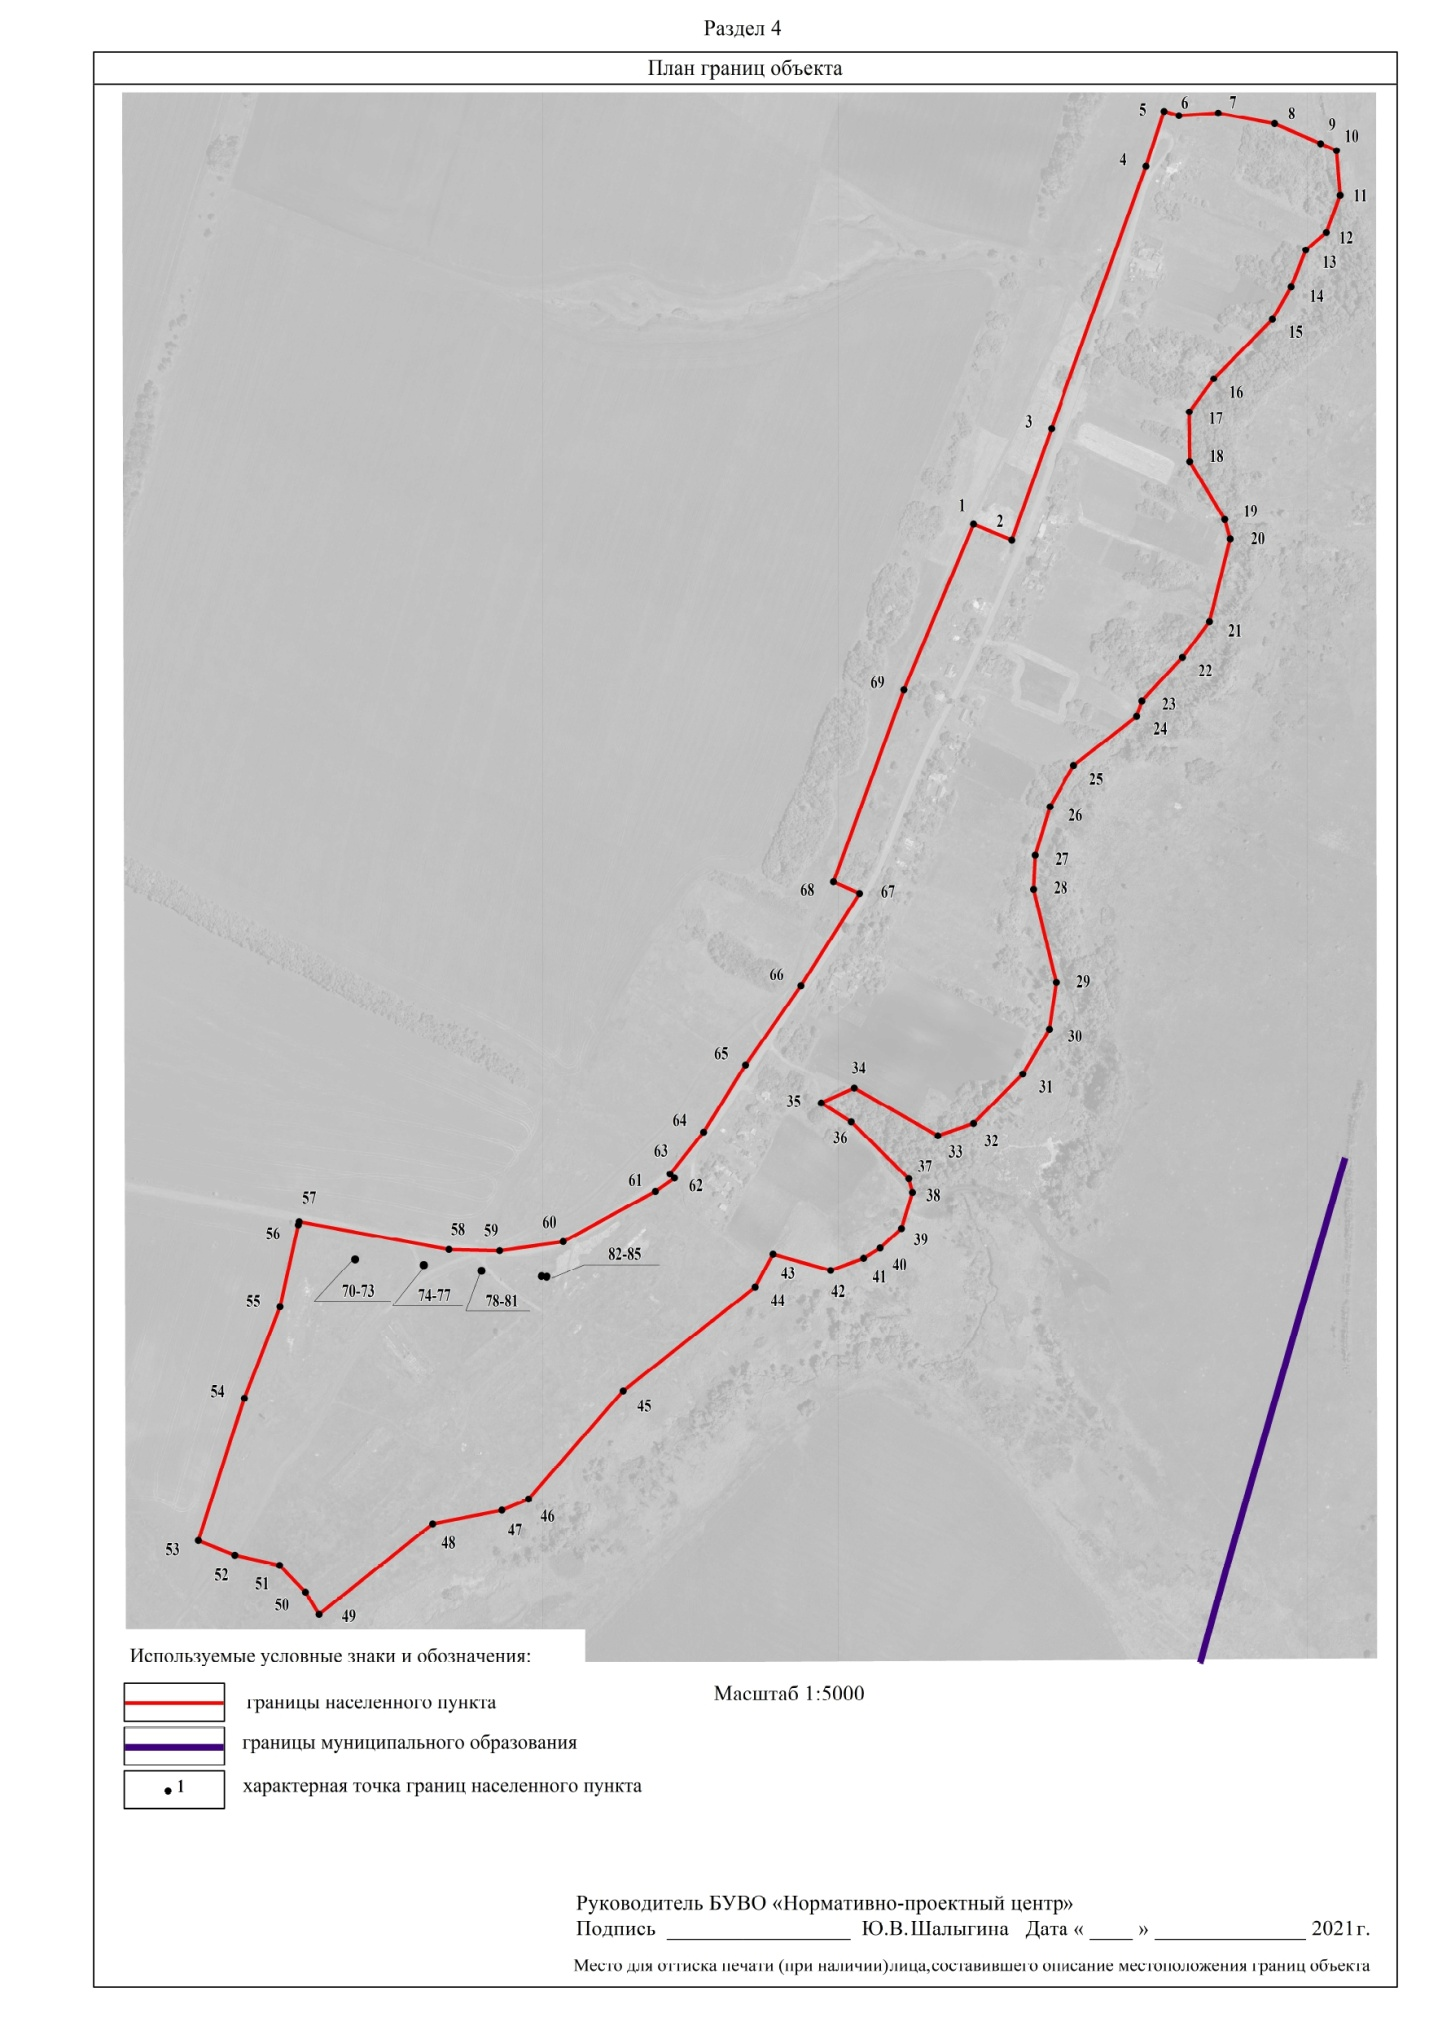 Раздел 4
План границ объекта
5 6 7 8 9 10
4
11
12
13
14
15
16
17
3
18
1 2 19
20
21
22
69
23
24
25
26
27
68 67 28
66 29
30
65
34 31
35
64 36 33 32
63
61 62 37
57 38
56 58 59 60 39
82-85 40
43 41
70-73 74-77 78-81 44 42
55
54
45
46
47
48
53
52
51
50 49
Используемые условные знаки и обозначения:
границы населенного пункта
Масштаб 1:5000
границы муниципального образования
1 характерная точка границ населенного пункта
Руководитель БУВО «Нормативно-проектный центр»
Подпись _________________ Ю.В.Шалыгина Дата « ____ » ______________ 2021г.
Место для оттиска печати (при наличии)лица,составившего описание местоположения границ объекта